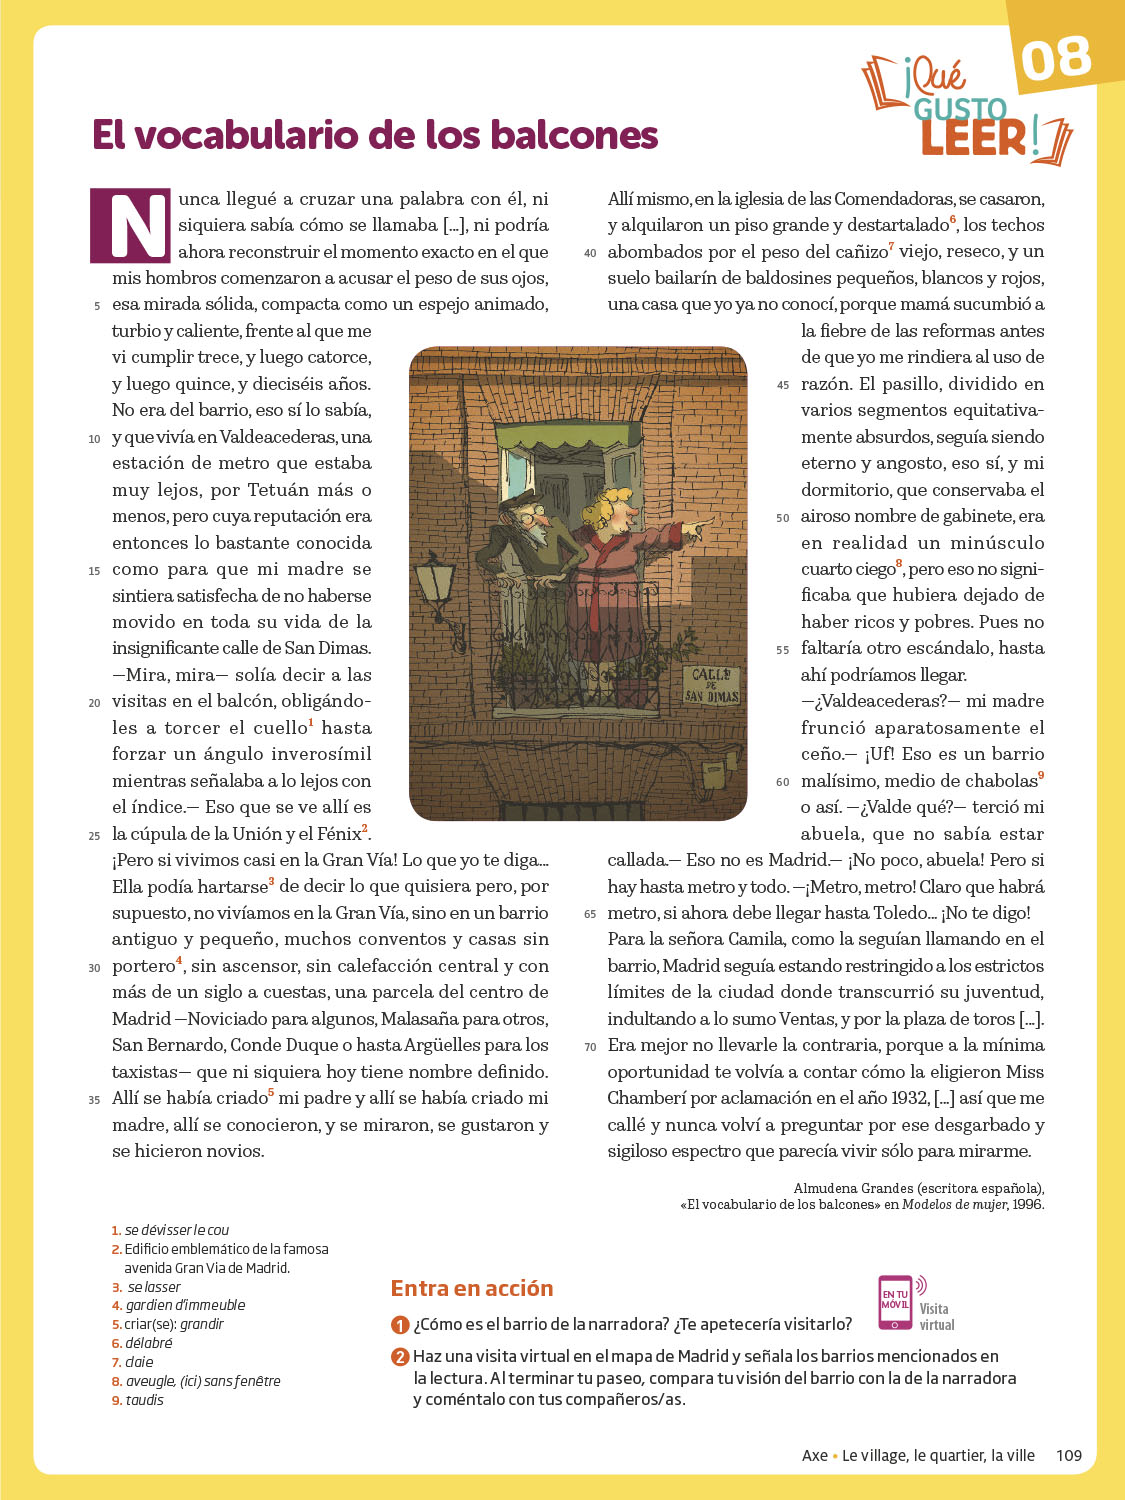 08
¡Qué
GUSTO
LEER!
El vocabulario de los balcones
Nunca llegué a cruzar una palabra con él, ni
siquiera sabía cómo se llamaba [...], ni podría
ahora reconstruir el momento exacto en el que
mis hombros comenzaron a acusar el peso de sus ojos,
5 esa mirada sólida, compacta como un espejo animado,
turbio y caliente, frente al que me
vi cumplir trece, y luego catorce,
y luego quince, y dieciséis años.
No era del barrio, eso sí lo sabía,
10 y que vivía en Valdeacederas, una
estación de metro que estaba
muy lejos, por Tetuán más o
menos, pero cuya reputación era
entonces lo bastante conocida
15 como para que mi madre se
sintiera satisfecha de no haberse
movido en toda su vida de la
insignificante calle de San Dimas.
—Mira, mira— solía decir a las
20 visitas en el balcón, obligándo-
les a torcer el cuello1 hasta
forzar un ángulo inverosímil
mientras señalaba a lo lejos con
el índice.— Eso que se ve allí es
25 la cúpula de la Unión y el Fénix2.
¡Pero si vivimos casi en la Gran Vía! Lo que yo te diga...
Ella podía hartarse3 de decir lo que quisiera pero, por
supuesto, no vivíamos en la Gran Vía, sino en un barrio
antiguo y pequeño, muchos conventos y casas sin
30 portero4, sin ascensor, sin calefacción central y con
más de un siglo a cuestas, una parcela del centro de
Madrid —Noviciado para algunos, Malasaña para otros,
San Bernardo, Conde Duque o hasta Argüelles para los
taxistas— que ni siquiera hoy tiene nombre definido.
35 Allí se había criado5 mi padre y allí se había criado mi
madre, allí se conocieron, y se miraron, se gustaron y
se hicieron novios.
Allí mismo, en la iglesia de las Comendadoras, se casaron,
y alquilaron un piso grande y destartalado6, los techos
40 abombados por el peso del cañizo7 viejo, reseco, y un
suelo bailarín de baldosines pequeños, blancos y rojos,
una casa que yo ya no conocí, porque mamá sucumbió a
la fiebre de las reformas antes
de que yo me rindiera al uso de
45 razón. El pasillo, dividido en
varios segmentos equitativa-
mente absurdos, seguía siendo
eterno y angosto, eso sí, y mi
dormitorio, que conservaba el
50 airoso nombre de gabinete, era
en realidad un minúsculo
cuarto ciego8, pero eso no signi-
ficaba que hubiera dejado de
haber ricos y pobres. Pues no
55 faltaría otro escándalo, hasta
ahí podríamos llegar.
—¿Valdeacederas?— mi madre
frunció aparatosamente el
ceño.— ¡Uf! Eso es un barrio
60 malísimo, medio de chabolas9
o así. —¿Valde qué?— terció mi
abuela, que no sabía estar
callada.— Eso no es Madrid.— ¡No poco, abuela! Pero si
hay hasta metro y todo. —¡Metro, metro! Claro que habrá
65 metro, si ahora debe llegar hasta Toledo... ¡No te digo!
Para la señora Camila, como la seguían llamando en el
barrio, Madrid seguía estando restringido a los estrictos
límites de la ciudad donde transcurrió su juventud,
indultando a lo sumo Ventas, y por la plaza de toros [...].
70 Era mejor no llevarle la contraria, porque a la mínima
oportunidad te volvía a contar cómo la eligieron Miss
Chamberí por aclamación en el año 1932, [...] así que me
callé y nunca volví a preguntar por ese desgarbado y
sigiloso espectro que parecía vivir sólo para mirarme.
CALLE
DE
SAN DIMAS
Almudena Grandes (escritora española),
«El vocabulario de los balcones» en Modelos de mujer, 1996.
1. se dévisser le cou
2. Edificio emblemático de la famosa
avenida Gran Via de Madrid.
3. se lasser
4. gardien d'immeuble
5. criar(se): grandir
6. délabré
7. claie
8. aveugle, (ici) sans fenêtre
9. taudis
Entra en acción
1 ¿Cómo es el barrio de la narradora? ¿Te apetecería visitarlo?
EN TU
MÓVIL
Visita
virtual
2 Haz una visita virtual en el mapa de Madrid y señala los barrios mencionados en
la lectura. Al terminar tu paseo, compara tu visión del barrio con la de la narradora
y coméntalo con tus compañeros/as.
Axe • Le village, le quartier, la ville 109